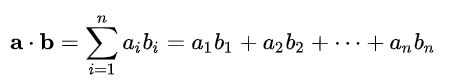 𝐚 · 𝐛 = ∑_{i=1}^{n} a_i b_i = a_1 b_1 + a_2 b_2 + ⋯ + a_n b_n